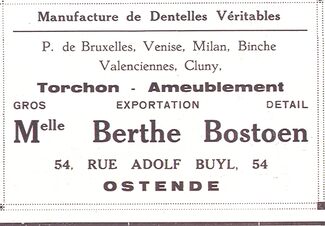 Manufacture de Dentelles Véritables
P. de Bruxelles, Venise, Milan, Binche
Valenciennes, Cluny,
Torchon - Ameublement
GROS EXPORTATION DETAIL
Melle Berthe Bostoen
54, RUE ADOLF BUYL, 54
OSTENDE